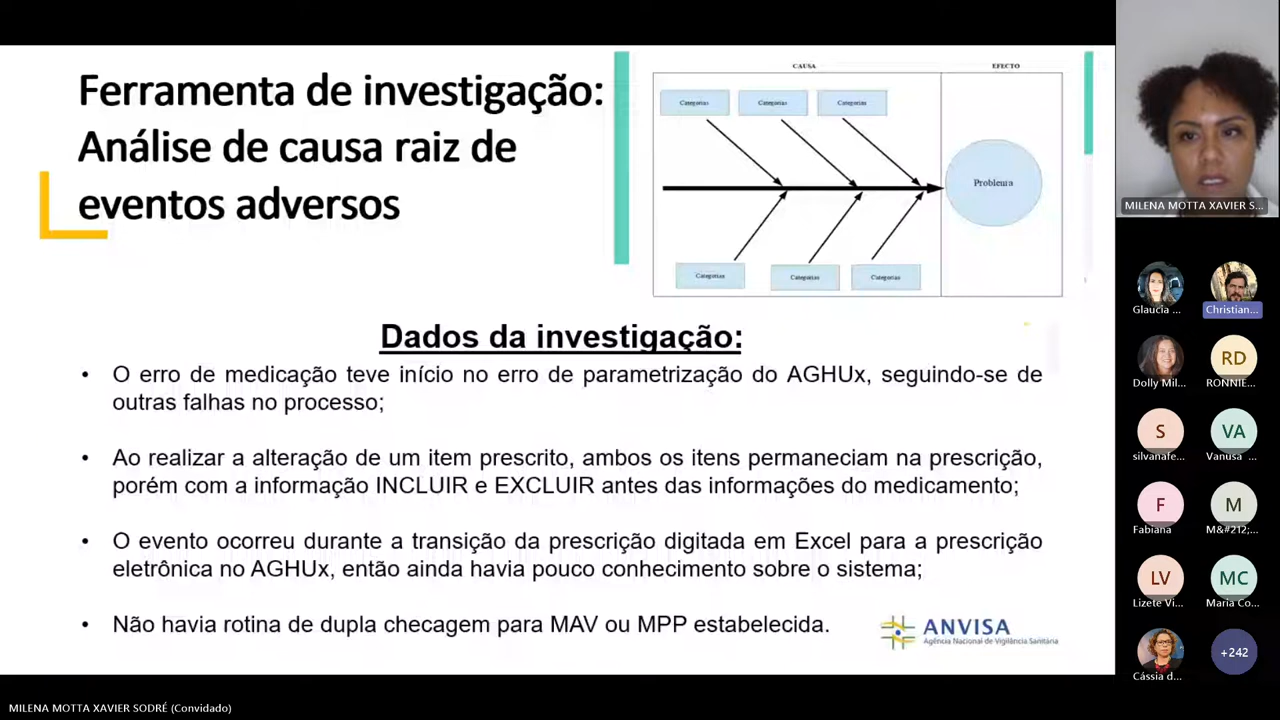 Ferramenta de investigação:
Análise de causa raiz de
eventos adversos
CAUSA
EFECTO
Categorias
Categorias
Categorias
Problema
Categorias
Categorias
Categorias
Dados da investigação:
• O erro de medicação teve início no erro de parametrização do AGHUx, seguindo-se de
outras falhas no processo;
• Ao realizar a alteração de um item prescrito, ambos os itens permaneciam na prescrição,
porém com a informação INCLUIR e EXCLUIR antes das informações do medicamento;
• O evento ocorreu durante a transição da prescrição digitada em Excel para a prescrição
eletrônica no AGHUx, então ainda havia pouco conhecimento sobre o sistema;
• Não havia rotina de dupla checagem para MAV ou MPP estabelecida.
ANVISA
Agência Nacional de Vigilância Sanitária
MILENA MOTTA XAVIER S...
Glaucia ...
Christian...
Dolly Mil...
RD
RONNIE...
S
silvanafe...
VA
Vanusa ...
F
Fabiana
M
M&#212;...
LV
Lizete Vi...
MC
Maria Co...
Cássia d...
+242
MILENA MOTTA XAVIER SODRÉ (Convidado)